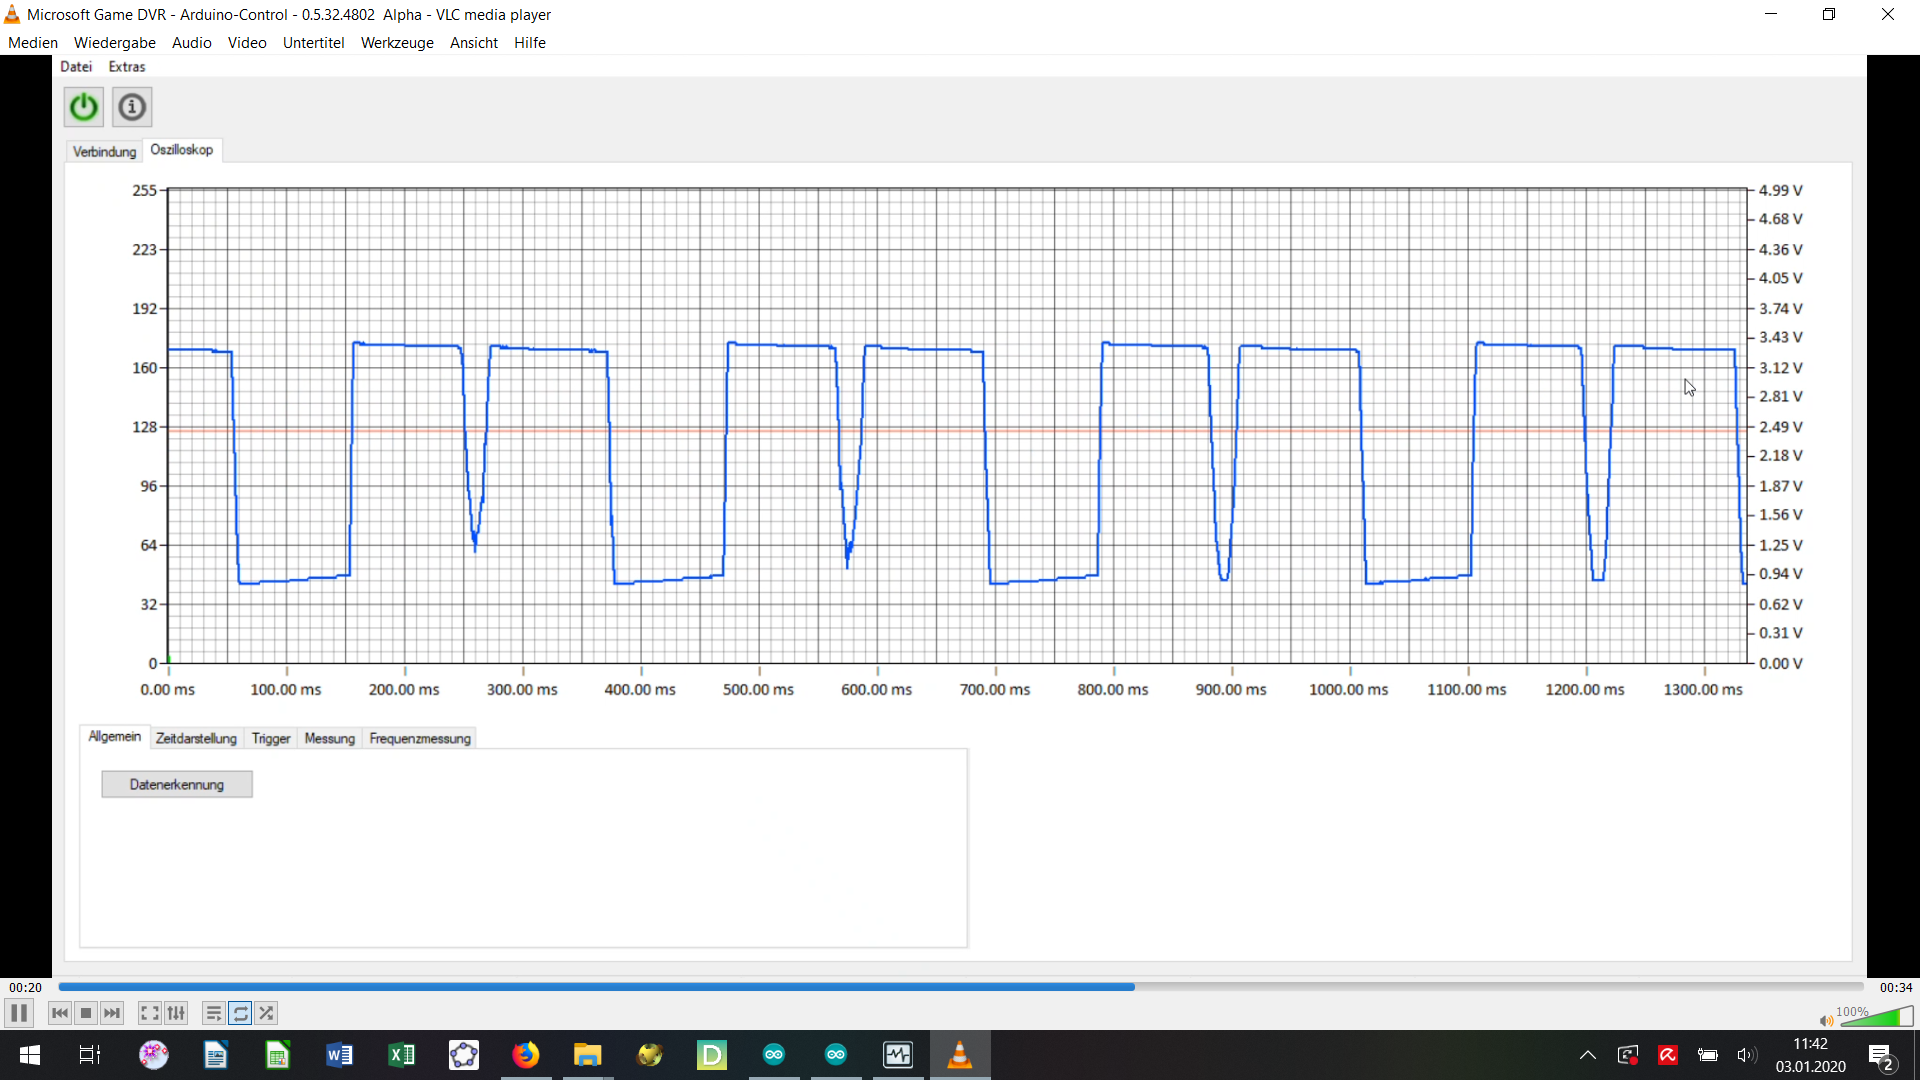 Microsoft Game DVR - Arduino-Control - 0.5.32.4802 Alpha - VLC media player
Medien Wiedergabe Audio Video Untertitel Werkzeuge Ansicht Hilfe
Datei Extras
Verbindung Oszilloskop
255 4.99 V
4.68 V
223 4.36 V
4.05 V
192 3.74 V
3.43 V
160 3.12 V
2.81 V
128 2.49 V
2.18 V
96 1.87 V
1.56 V
64 1.25 V
0.94 V
32 0.62 V
0.31 V
0 0.00 V
0.00 ms 100.00 ms 200.00 ms 300.00 ms 400.00 ms 500.00 ms 600.00 ms 700.00 ms 800.00 ms 900.00 ms 1000.00 ms 1100.00 ms 1200.00 ms 1300.00 ms
Allgemein Zeitdarstellung Trigger Messung Frequenzmessung
Datenerkennung
00:20 00:34
100%
11:42
03.01.2020
2